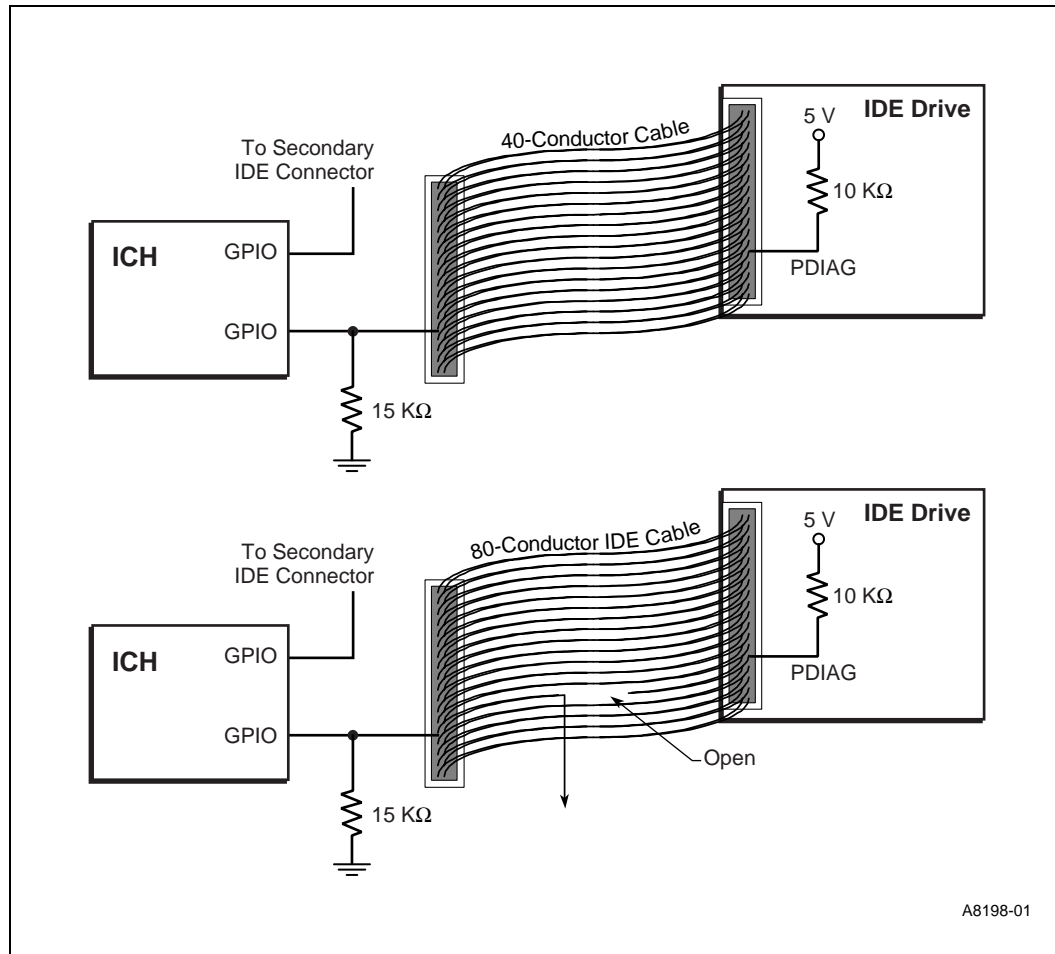 IDE Drive
5 V
40-Conductor Cable
To Secondary
IDE Connector
10 KΩ
ICH
GPIO
PDIAG
GPIO
15 KΩ
IDE Drive
5 V
80-Conductor IDE Cable
To Secondary
IDE Connector
10 KΩ
ICH
GPIO
PDIAG
GPIO
Open
15 KΩ
A8198-01